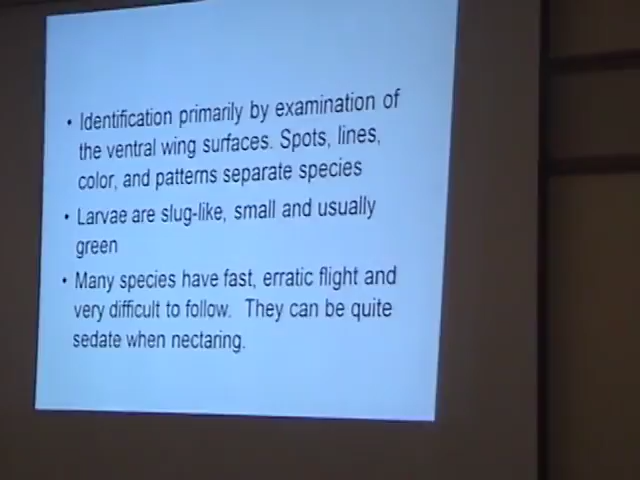 • Identification primarily by examination of
the ventral wing surfaces. Spots, lines,
color, and patterns separate species
• Larvae are slug-like, small and usually
green
• Many species have fast, erratic flight and
very difficult to follow. They can be quite
sedate when nectaring.